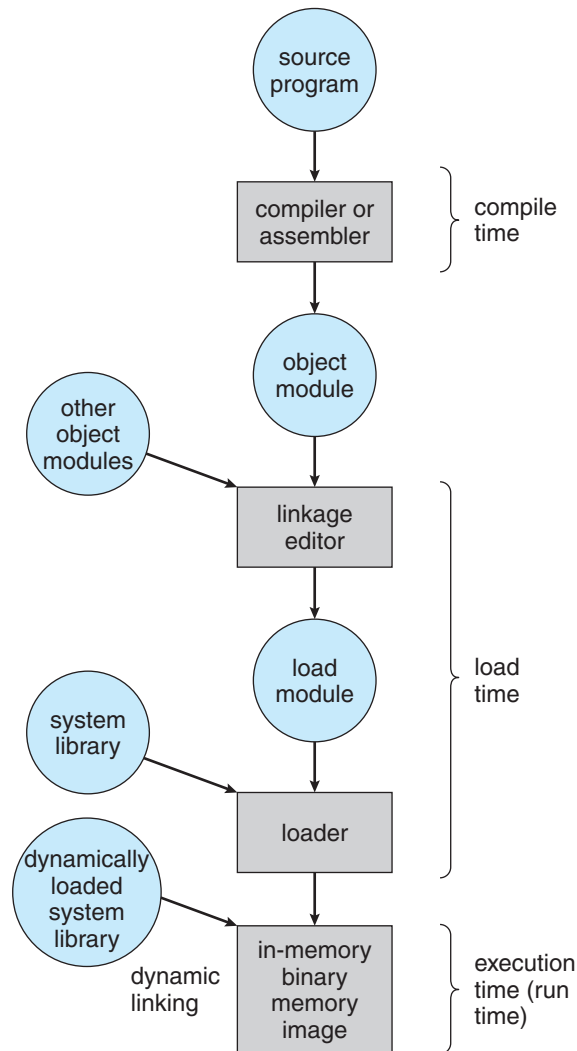 source
program
compiler or
assembler
compile
time
object
module
other
object
modules
linkage
editor
load
module
load
time
system
library
loader
dynamically
loaded
system
library
dynamic
linking
in-memory
binary
memory
image
execution
time (run
time)